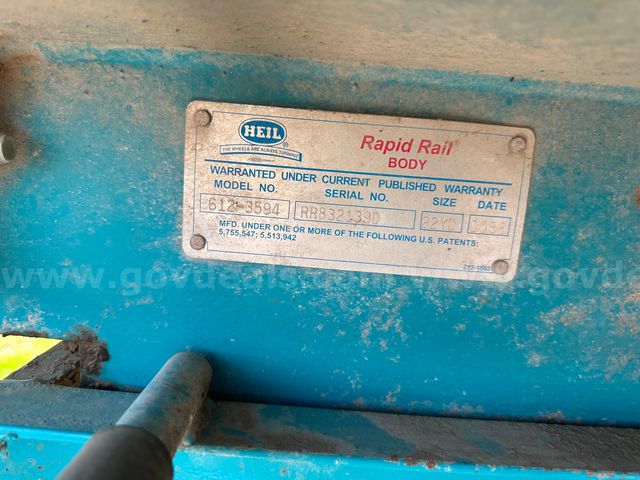 HEIL®
THE WHEELS ARE ALWAYS TURNING
Rapid Rail®
BODY
WARRANTED UNDER CURRENT PUBLISHED WARRANTY
MODEL NO. SERIAL NO. SIZE DATE
612-3594 RR8321390
MFD. UNDER ONE OR MORE OF THE FOLLOWING U.S. PATENTS:
5,755,547; 5,513,942
www.govdeals.com